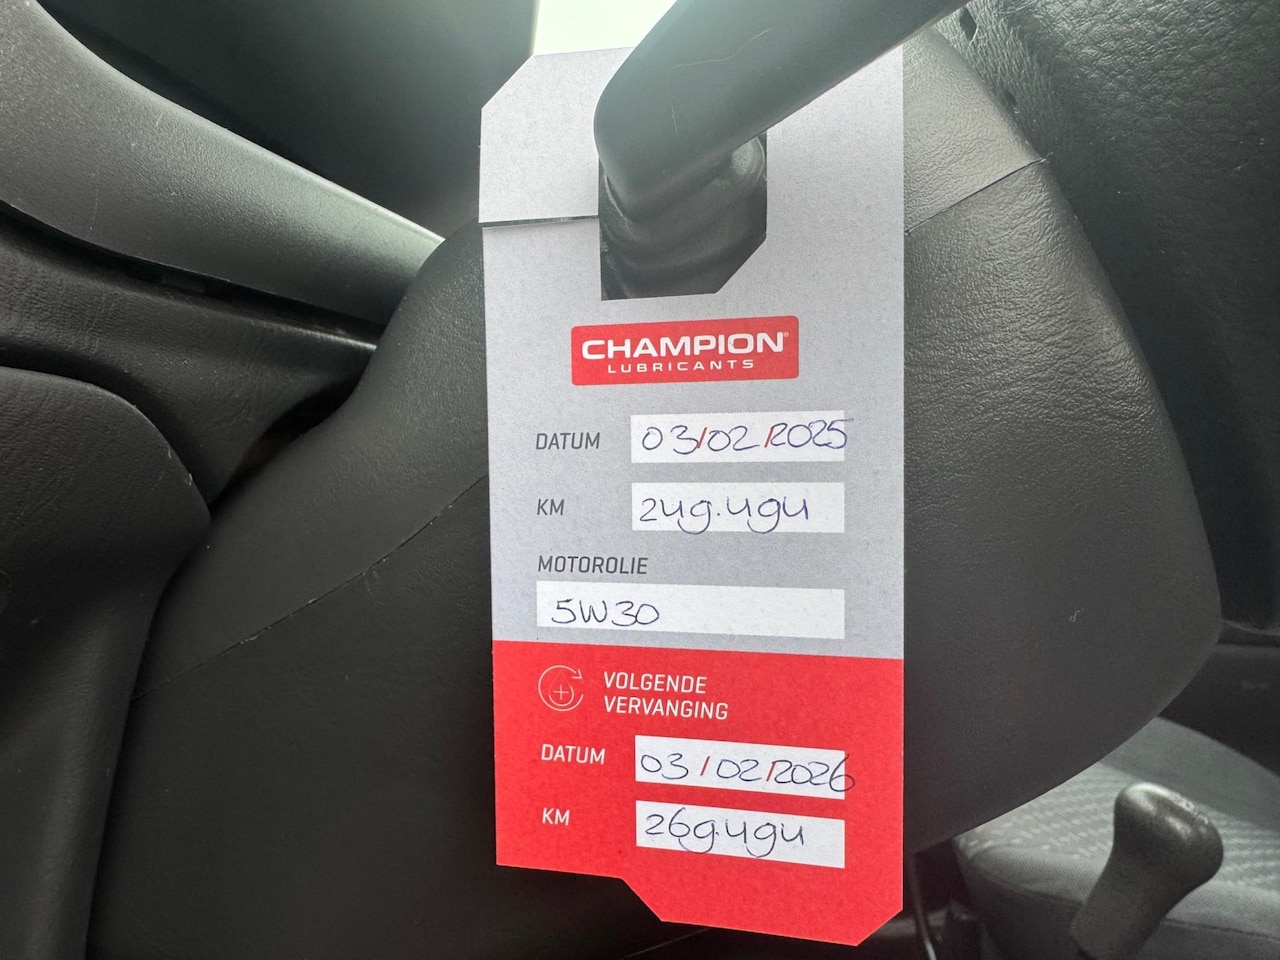 CHAMPION®
LUBRICANTS
DATUM 03/02/2025
KM 249.494
MOTOROLIE
5W30
VOLGENDE
VERVANGING
DATUM 03/02/2026
KM 269.494